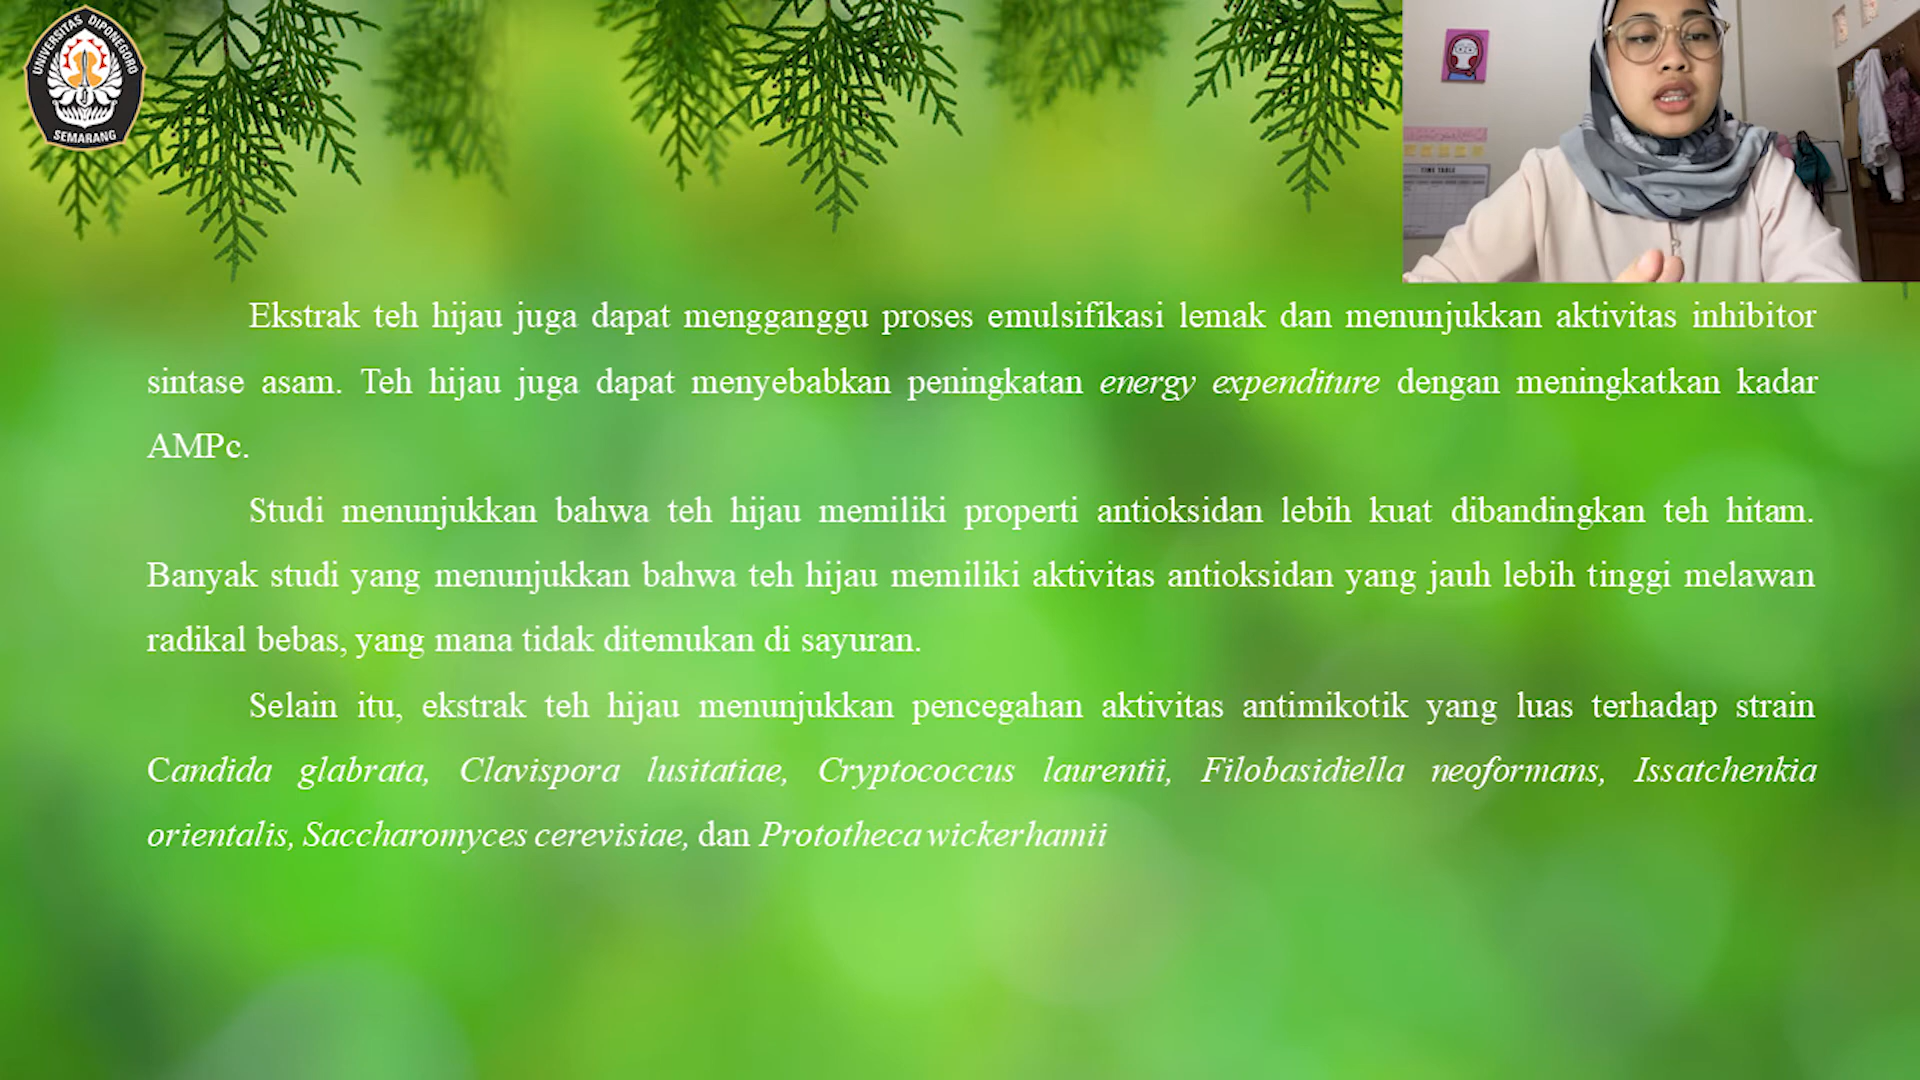 UNIVERSITAS DIPONEGORO
SEMARANG
TIME TABLE
Ekstrak teh hijau juga dapat mengganggu proses emulsifikasi lemak dan menunjukkan aktivitas inhibitor
sintase asam. Teh hijau juga dapat menyebabkan peningkatan energy expenditure dengan meningkatkan kadar
AMPc.
Studi menunjukkan bahwa teh hijau memiliki properti antioksidan lebih kuat dibandingkan teh hitam.
Banyak studi yang menunjukkan bahwa teh hijau memiliki aktivitas antioksidan yang jauh lebih tinggi melawan
radikal bebas, yang mana tidak ditemukan di sayuran.
Selain itu, ekstrak teh hijau menunjukkan pencegahan aktivitas antimikotik yang luas terhadap strain
Candida glabrata, Clavispora lusitatiae, Cryptococcus laurentii, Filobasidiella neoformans, Issatchenkia
orientalis, Saccharomyces cerevisiae, dan Prototheca wickerhamii